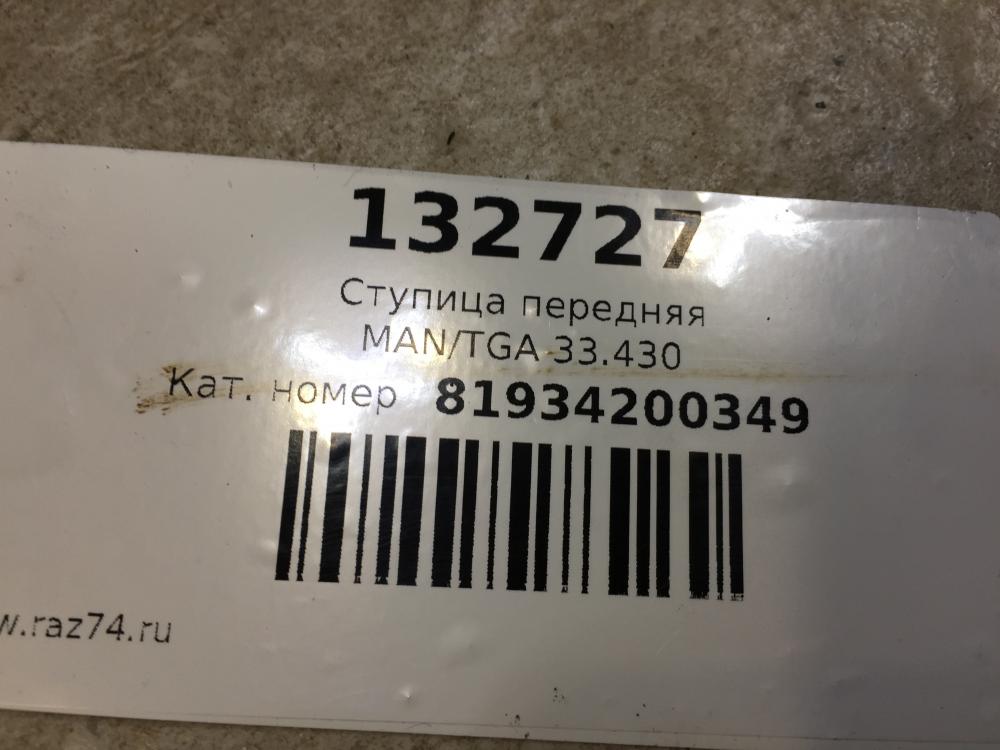 132727
Ступица передняя
MAN/TGA 33.430
Кат. номер 81934200349
w.raz74.ru